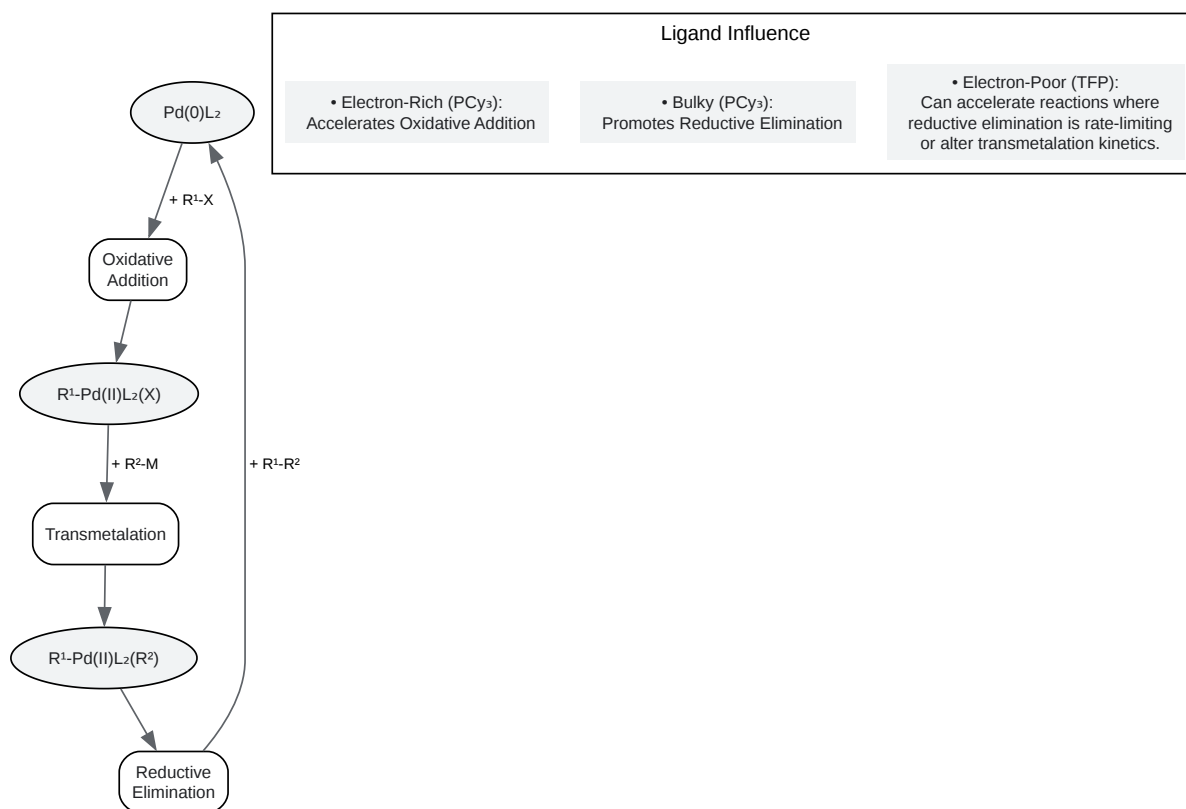 Ligand Influence
• Electron-Rich (PCy₃):
Accelerates Oxidative Addition
• Bulky (PCy₃):
Promotes Reductive Elimination
• Electron-Poor (TFP):
Can accelerate reactions where
reductive elimination is rate-limiting
or alter transmetalation kinetics.
Pd(0)L₂
+ R¹-X
Oxidative
Addition
R¹-Pd(II)L₂(X)
+ R²-M
+ R¹-R²
Transmetalation
R¹-Pd(II)L₂(R²)
Reductive
Elimination